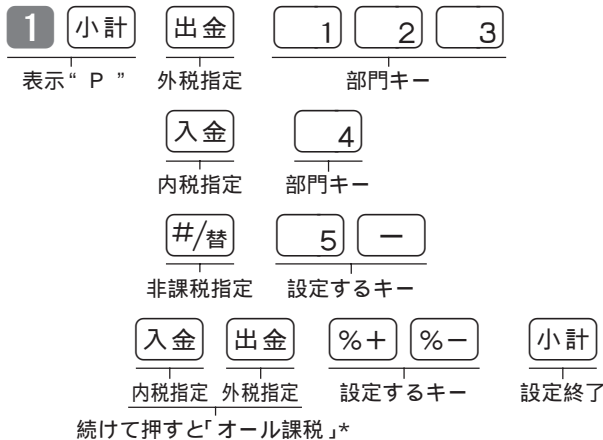 1 小計 出金 1 2 3
表示“ P ” 外税指定 部門キー
入金 4
内税指定 部門キー
#/替 5 −
非課税指定 設定するキー
入金 出金 %+ %− 小計
内税指定 外税指定 設定するキー 設定終了
続けて押すと「オール課税」*